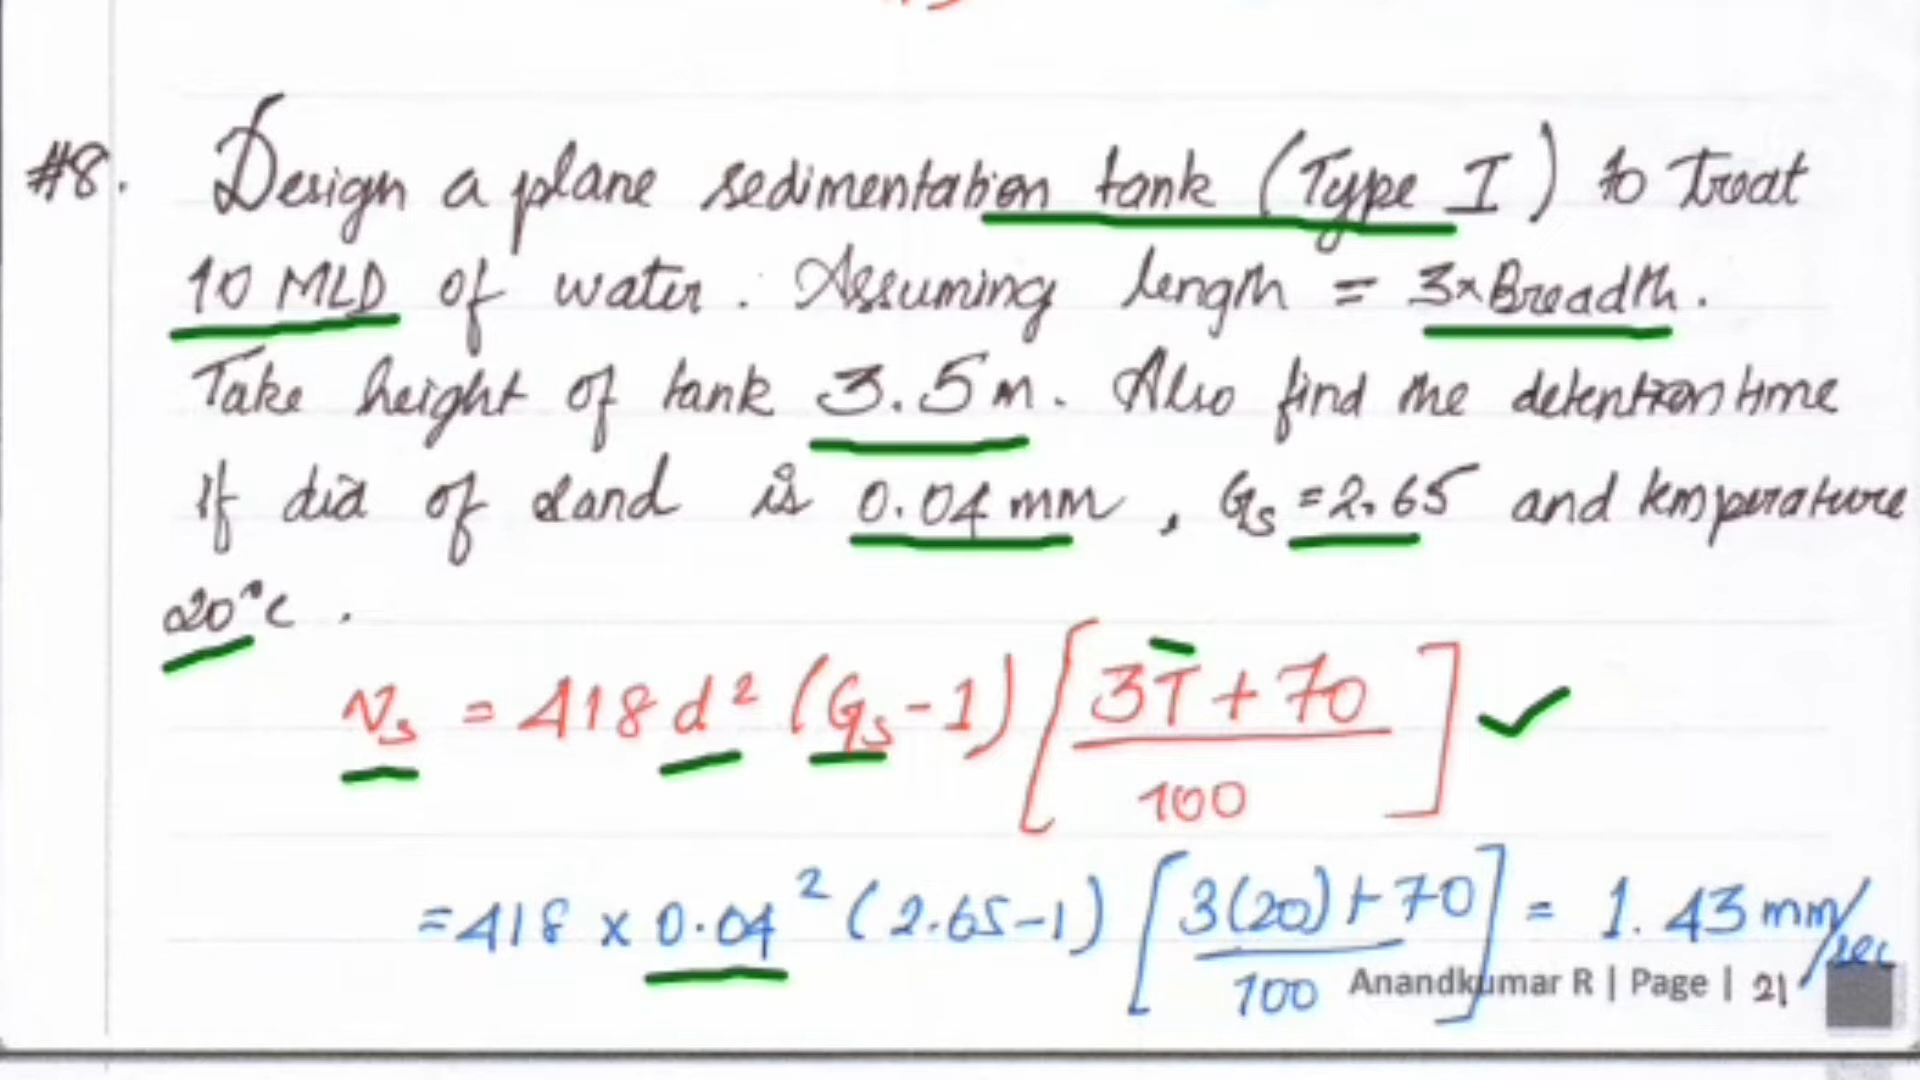 #8. Design a plane sedimentation tank (Type I) to treat
10 MLD of water. Assuming length = 3×Breadth.
Take height of tank 3.5m. Also find the detention time
If dia of sand is 0.04 mm, Gs = 2.65 and temperature
20°C.
Vs = 418 d² (Gs - 1) [3T + 70 / 100]
= 418 × 0.04² (2.65 - 1) [3(20) + 70 / 100] = 1.43 mm/sec
Anandkumar R | Page | 21